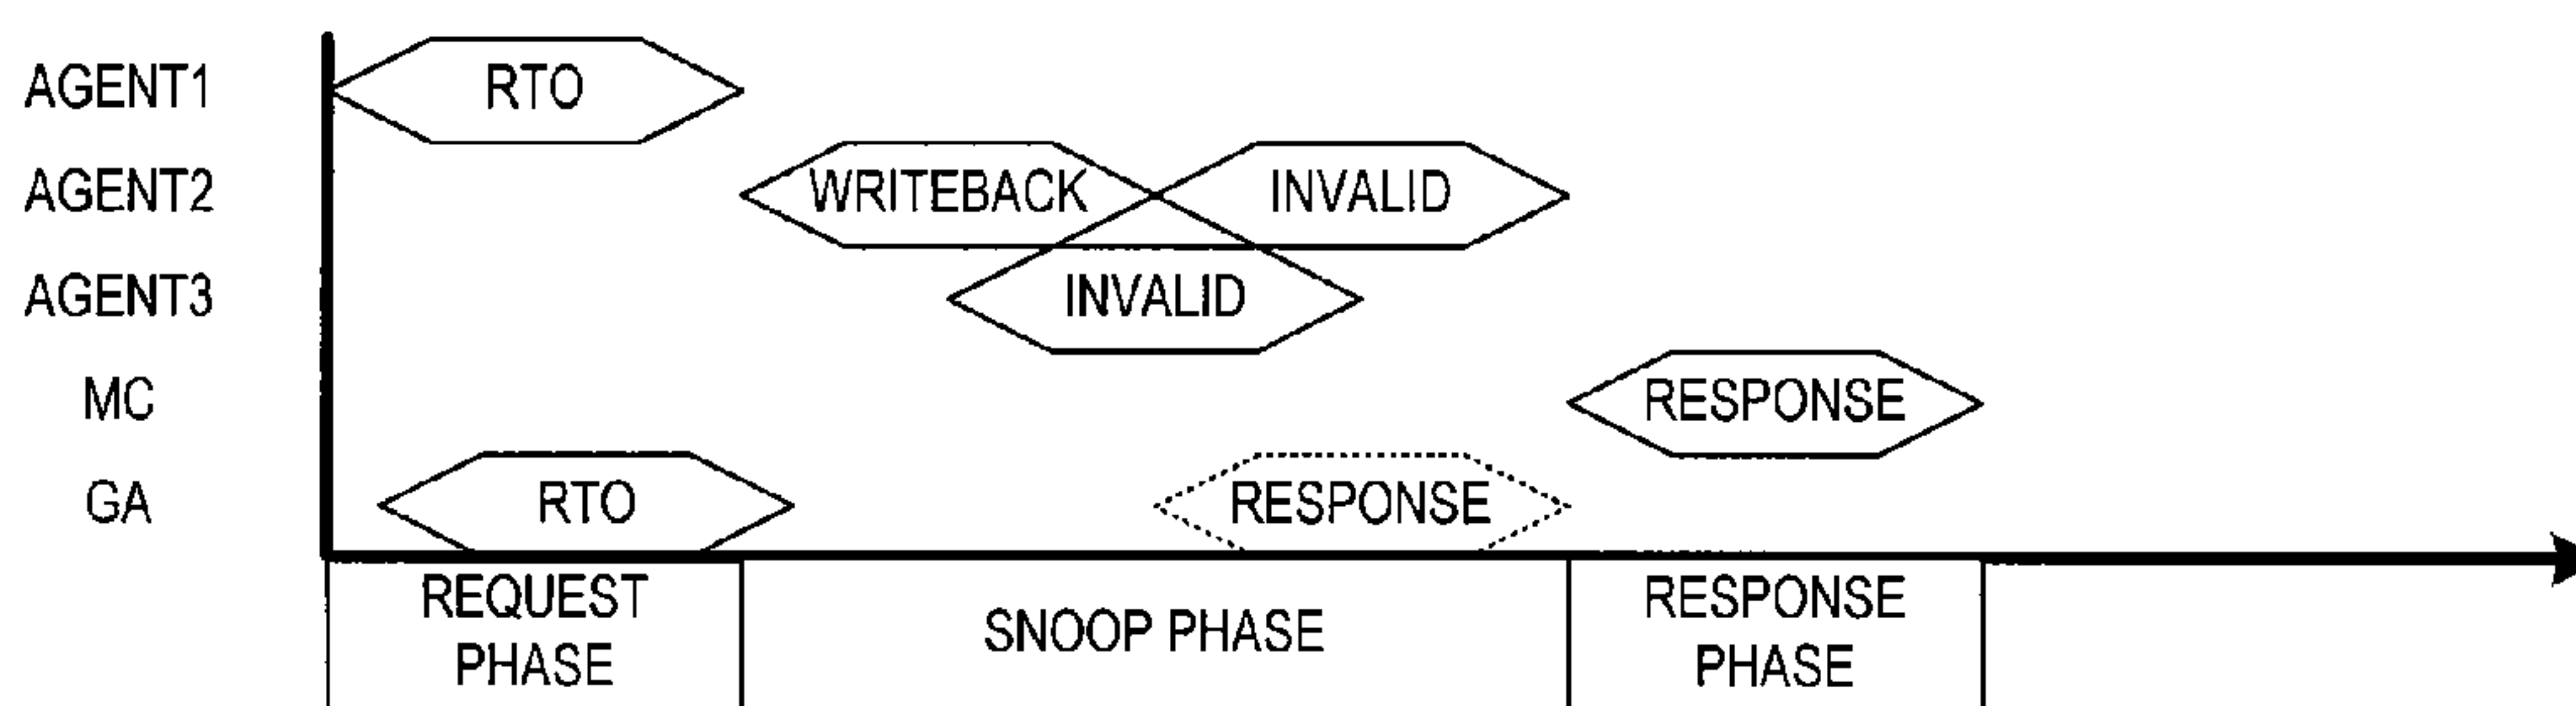 AGENT1 RTO
AGENT2 WRITEBACK INVALID
AGENT3 INVALID
MC RESPONSE
GA RTO RESPONSE
REQUEST
PHASE
SNOOP PHASE
RESPONSE
PHASE